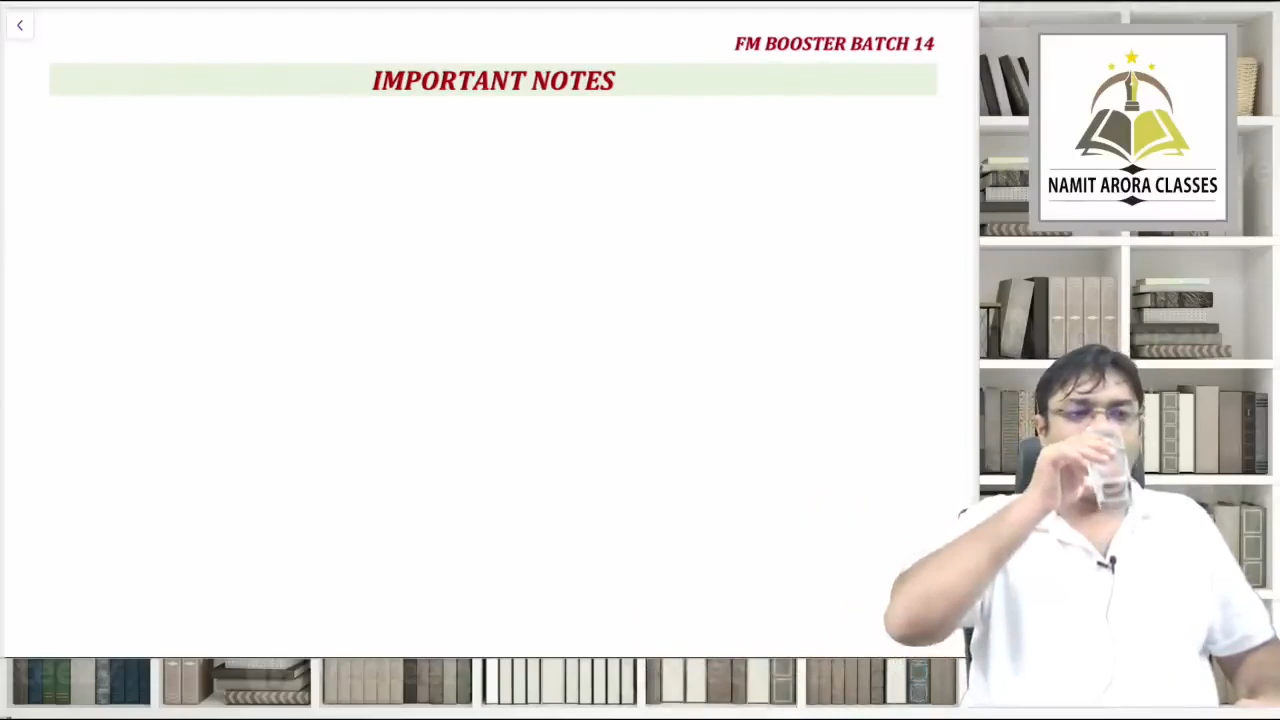 FM BOOSTER BATCH 14
IMPORTANT NOTES
NAMIT ARORA CLASSES